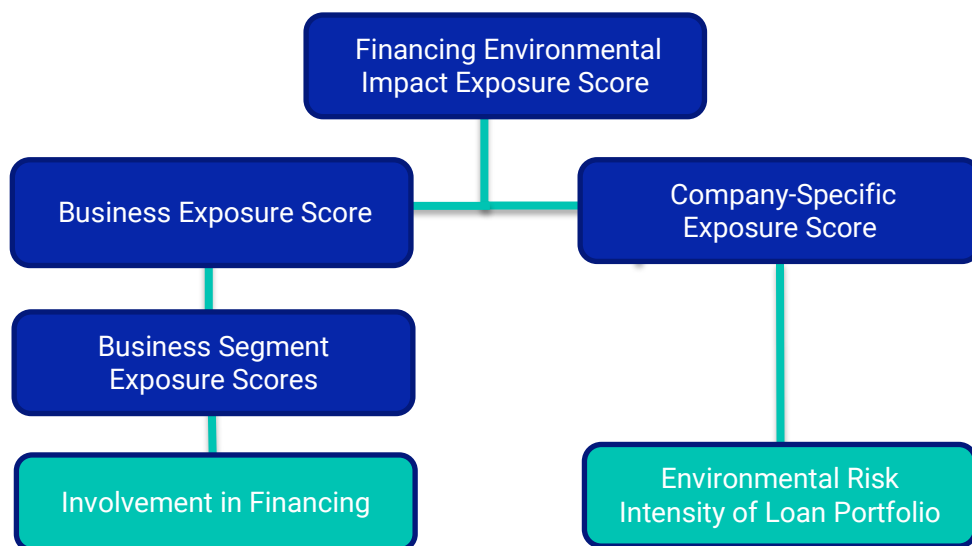 Financing Environmental
Impact Exposure Score
Business Exposure Score
Company-Specific
Exposure Score
Business Segment
Exposure Scores
Involvement in Financing
Environmental Risk
Intensity of Loan Portfolio